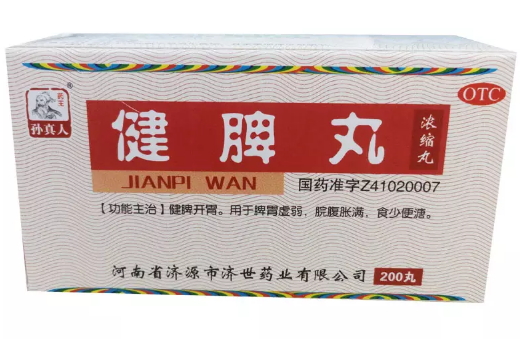 药王
®
孙真人
OTC
健脾丸
浓缩丸
JIANPI WAN
国药准字Z41020007
【功能主治】健脾开胃。用于脾胃虚弱,脘腹胀满,食少便溏。
河南省济源市济世药业有限公司
200丸